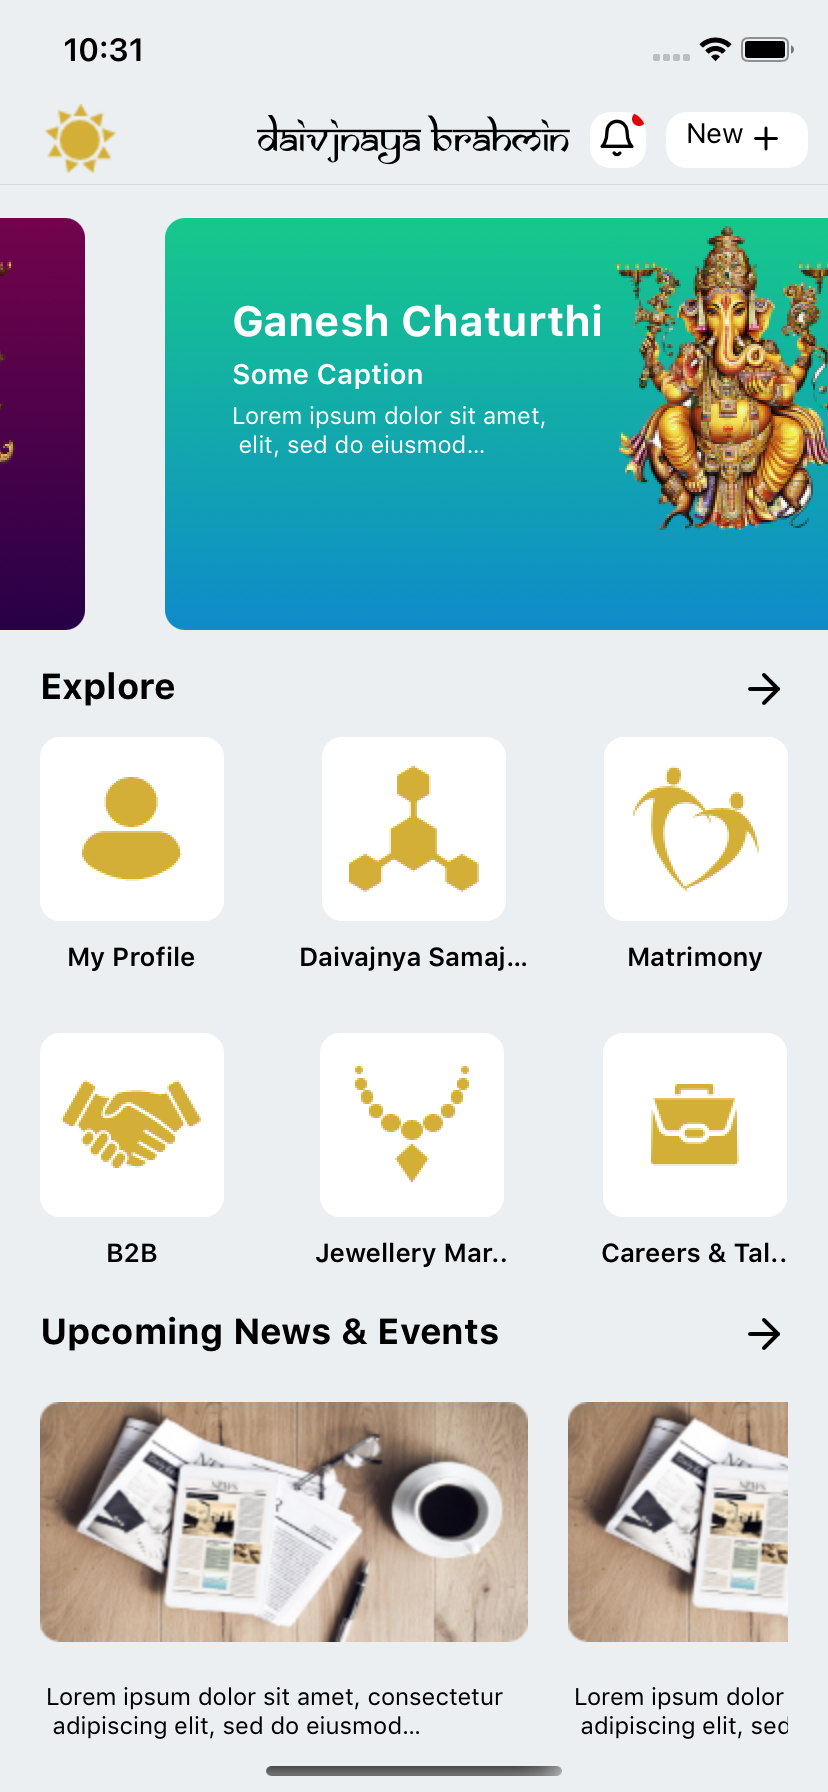 10:31
daivjnaya brahmin
New +
Ganesh Chaturthi
Some Caption
Lorem ipsum dolor sit amet,
elit, sed do eiusmod...
Explore
My Profile
Daivajnya Samaj...
Matrimony
B2B
Jewellery Mar..
Careers & Tal..
Upcoming News & Events
NEWS
Lorem ipsum dolor sit amet, consectetur
adipiscing elit, sed do eiusmod...
Lorem ipsum dolor
adipiscing elit, sed